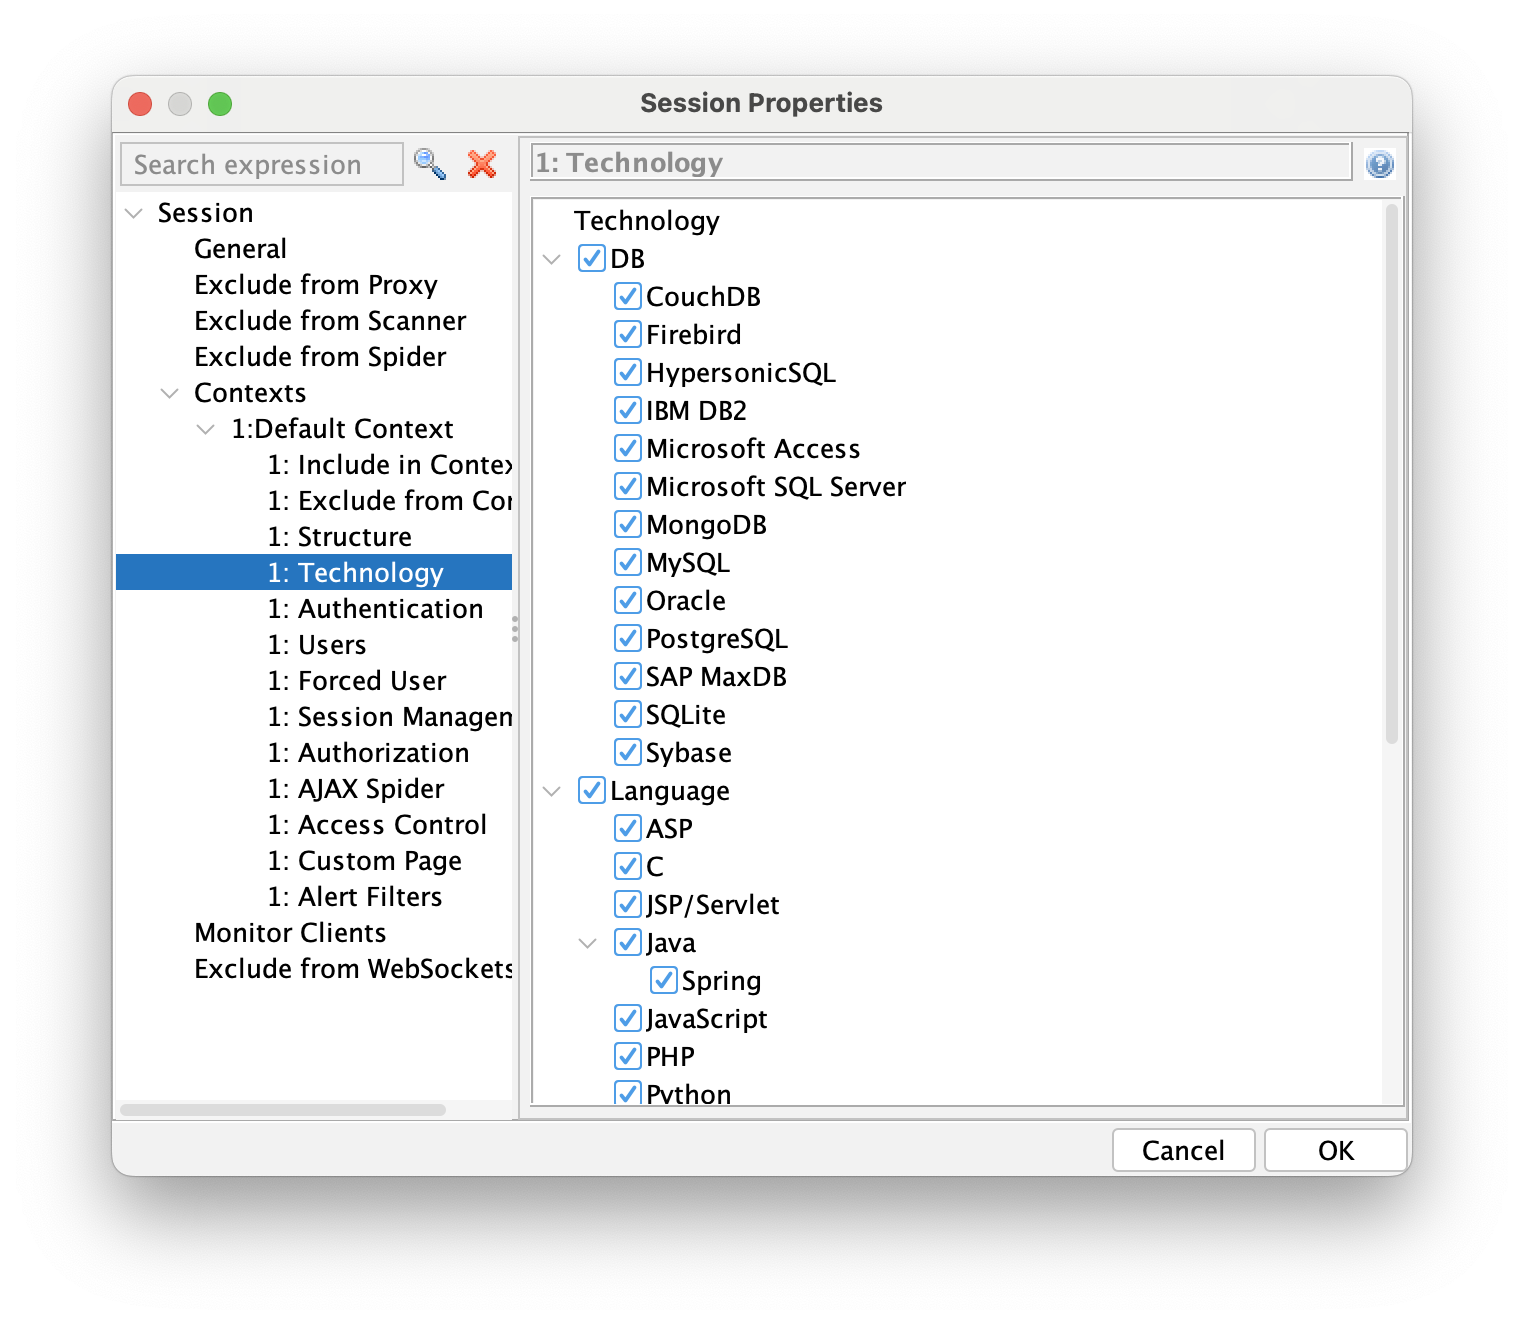 Session Properties
Search expression
Session
General
Exclude from Proxy
Exclude from Scanner
Exclude from Spider
Contexts
1:Default Context
1: Include in Contex
1: Exclude from Cor
1: Structure
1: Technology
1: Authentication
1: Users
1: Forced User
1: Session Managem
1: Authorization
1: AJAX Spider
1: Access Control
1: Custom Page
1: Alert Filters
Monitor Clients
Exclude from WebSockets
1: Technology
Technology
DB
CouchDB
Firebird
HypersonicSQL
IBM DB2
Microsoft Access
Microsoft SQL Server
MongoDB
MySQL
Oracle
PostgreSQL
SAP MaxDB
SQLite
Sybase
Language
ASP
C
JSP/Servlet
Java
Spring
JavaScript
PHP
Python
Cancel
OK